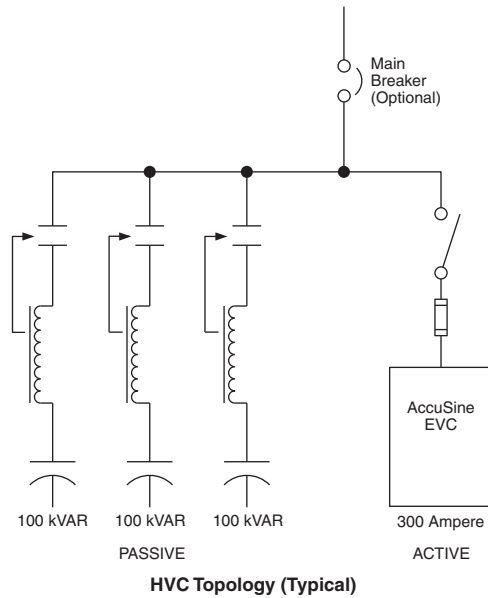 Main
Breaker
(Optional)
AccuSine
EVC
100 kVAR 100 kVAR 100 kVAR 300 Ampere
PASSIVE ACTIVE
HVC Topology (Typical)